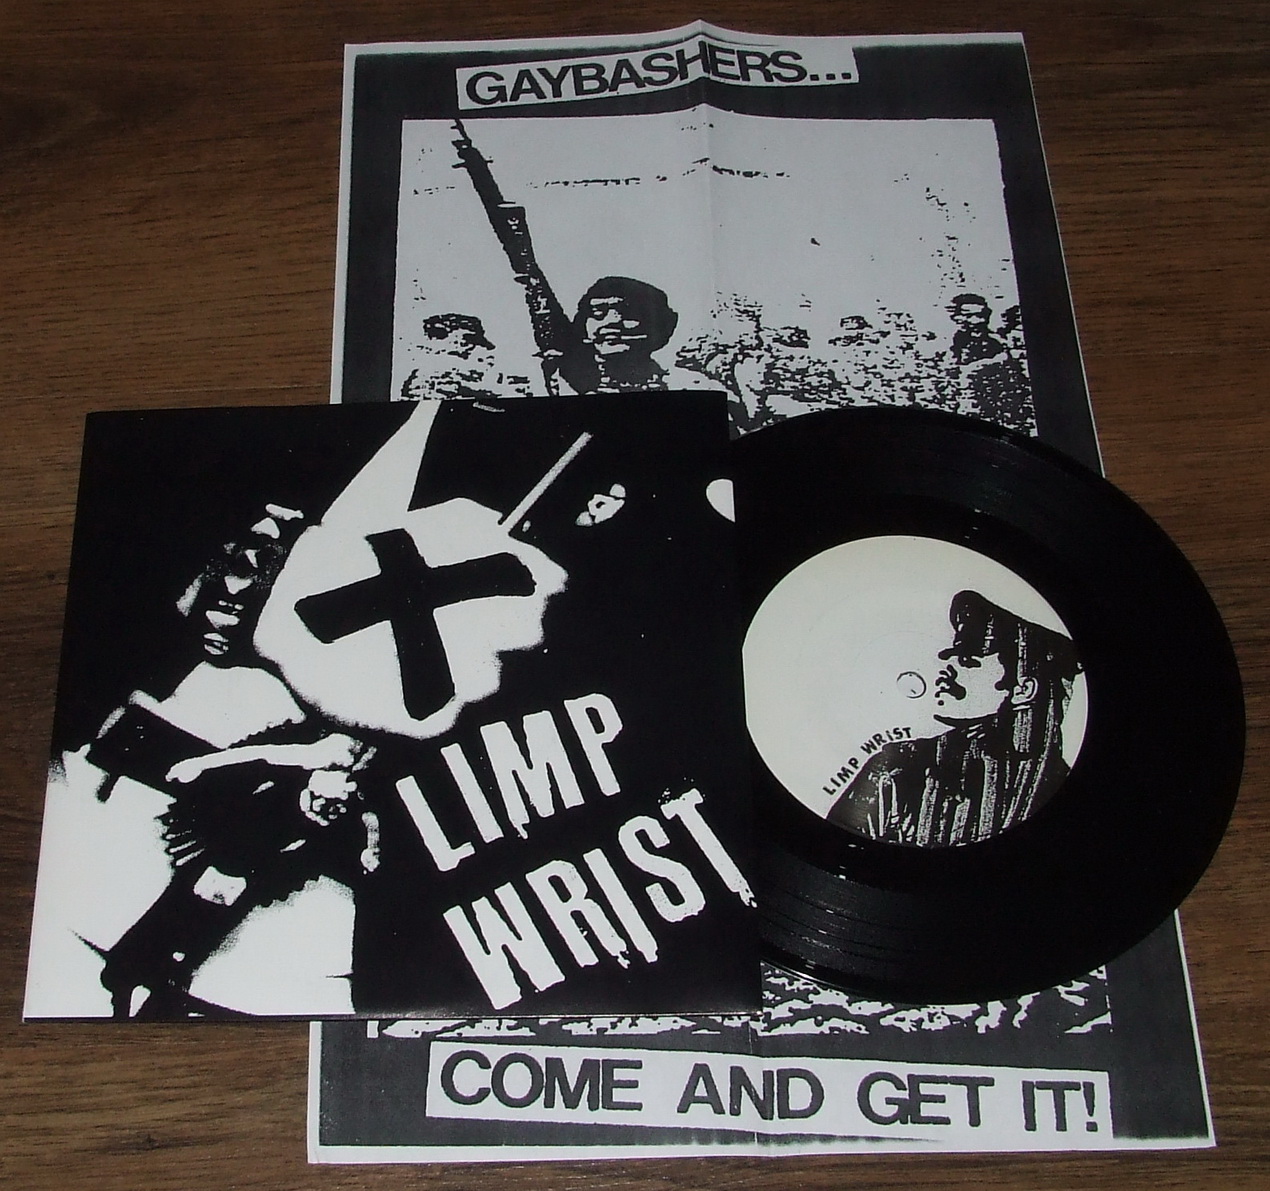 GAYBASHERS...
LIMP
WRIST
LIMP WRIST
COME AND GET IT!